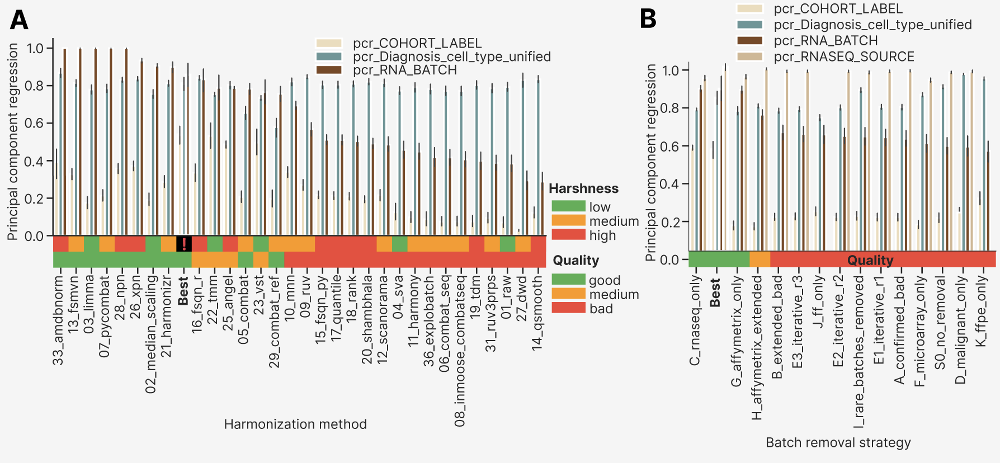 A
Principal component regression
1.0
0.8
0.6
0.4
0.2
0.0
pcr_COHORT_LABEL
pcr_Diagnosis_cell_type_unified
pcr_RNA_BATCH
!
33_amdbnorm
13_fsmvn
03_limma
07_pycombat
28_npn
26_xpn
02_median_scaling
21_harmonizr
Best
16_fsqn_r
22_tmm
25_angel
05_combat
23_vst
29_combat_ref
10_mnn
09_ruv
15_fsqn_py
17_quantile
18_rank
20_shambhala
12_scanorama
04_sva
11_harmony
36_explobatch
06_combat_seq
08_inmoose_combatseq
19_tdm
31_ruv3prps
01_raw
27_dwd
14_qsmooth
Harmonization method
Harshness
low
medium
high
Quality
good
medium
bad
B
pcr_COHORT_LABEL
pcr_Diagnosis_cell_type_unified
pcr_RNA_BATCH
pcr_RNASEQ_SOURCE
Principal component regression
1.0
0.8
0.6
0.4
0.2
0.0
Quality
C_rnaseq_only
Best
G_affymetrix_only
H_affymetrix_extended
B_extended_bad
E3_iterative_r3
J_ff_only
E2_iterative_r2
I_rare_batches_removed
E1_iterative_r1
A_confirmed_bad
F_microarray_only
S0_no_removal
D_malignant_only
K_ffpe_only
Batch removal strategy